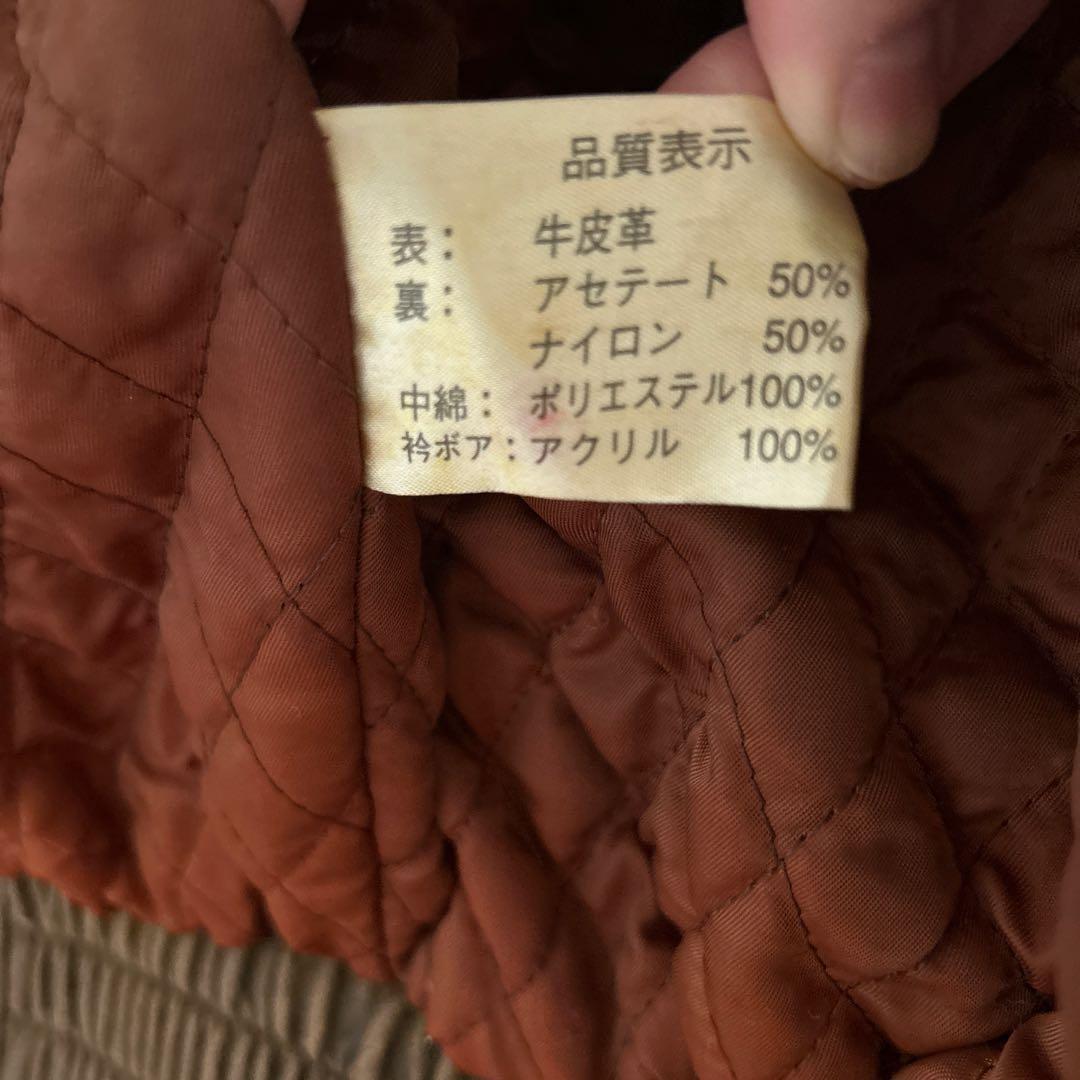 品質表示
表： 牛皮革
裏： アセテート 50%
ナイロン 50%
中綿： ポリエステル100%
衿ボア：アクリル 100%